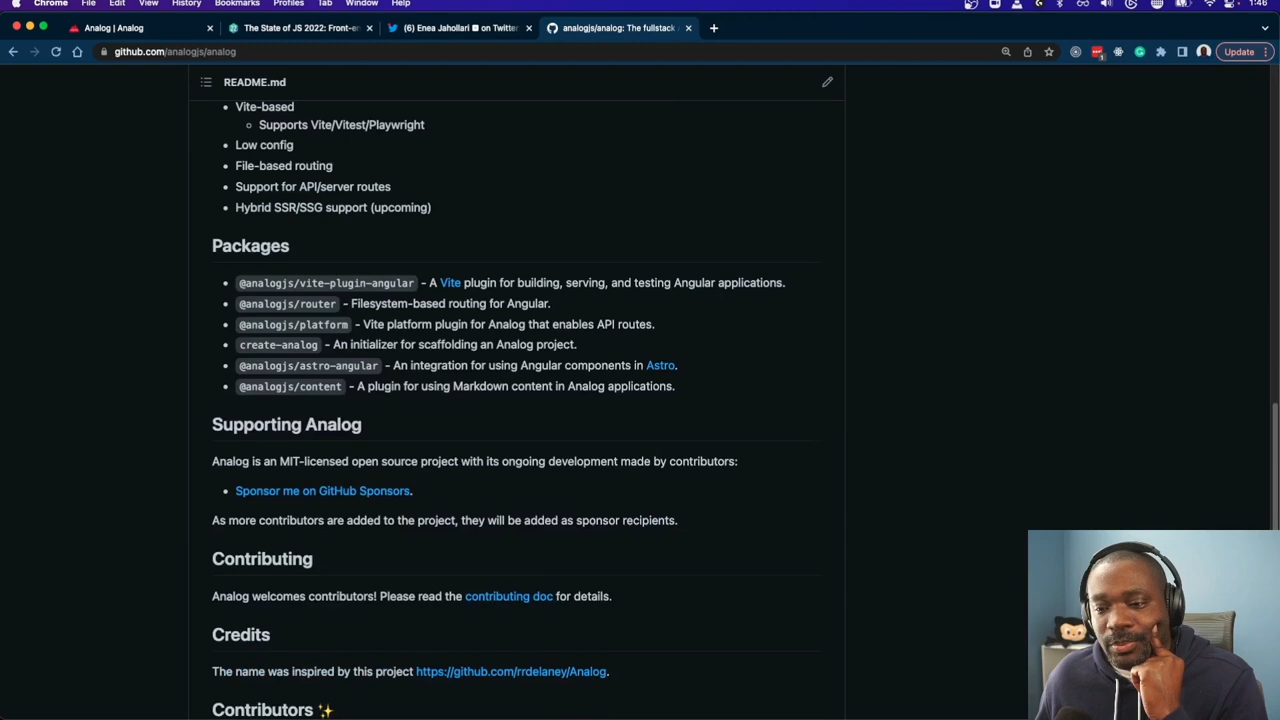 Chrome File Edit View History Bookmarks Profiles Tab Window Help 1:46
Analog | Analog
The State of JS 2022: Front-en
(6) Enea Jahollari on Twitter
analogjs/analog: The fullstack
github.com/analogjs/analog
Update
README.md
Vite-based
Supports Vite/Vitest/Playwright
Low config
File-based routing
Support for API/server routes
Hybrid SSR/SSG support (upcoming)
Packages
@analogjs/vite-plugin-angular - A Vite plugin for building, serving, and testing Angular applications.
@analogjs/router - Filesystem-based routing for Angular.
@analogjs/platform - Vite platform plugin for Analog that enables API routes.
create-analog - An initializer for scaffolding an Analog project.
@analogjs/astro-angular - An integration for using Angular components in Astro.
@analogjs/content - A plugin for using Markdown content in Analog applications.
Supporting Analog
Analog is an MIT-licensed open source project with its ongoing development made by contributors:
Sponsor me on GitHub Sponsors.
As more contributors are added to the project, they will be added as sponsor recipients.
Contributing
Analog welcomes contributors! Please read the contributing doc for details.
Credits
The name was inspired by this project https://github.com/rrdelaney/Analog.
Contributors ✨